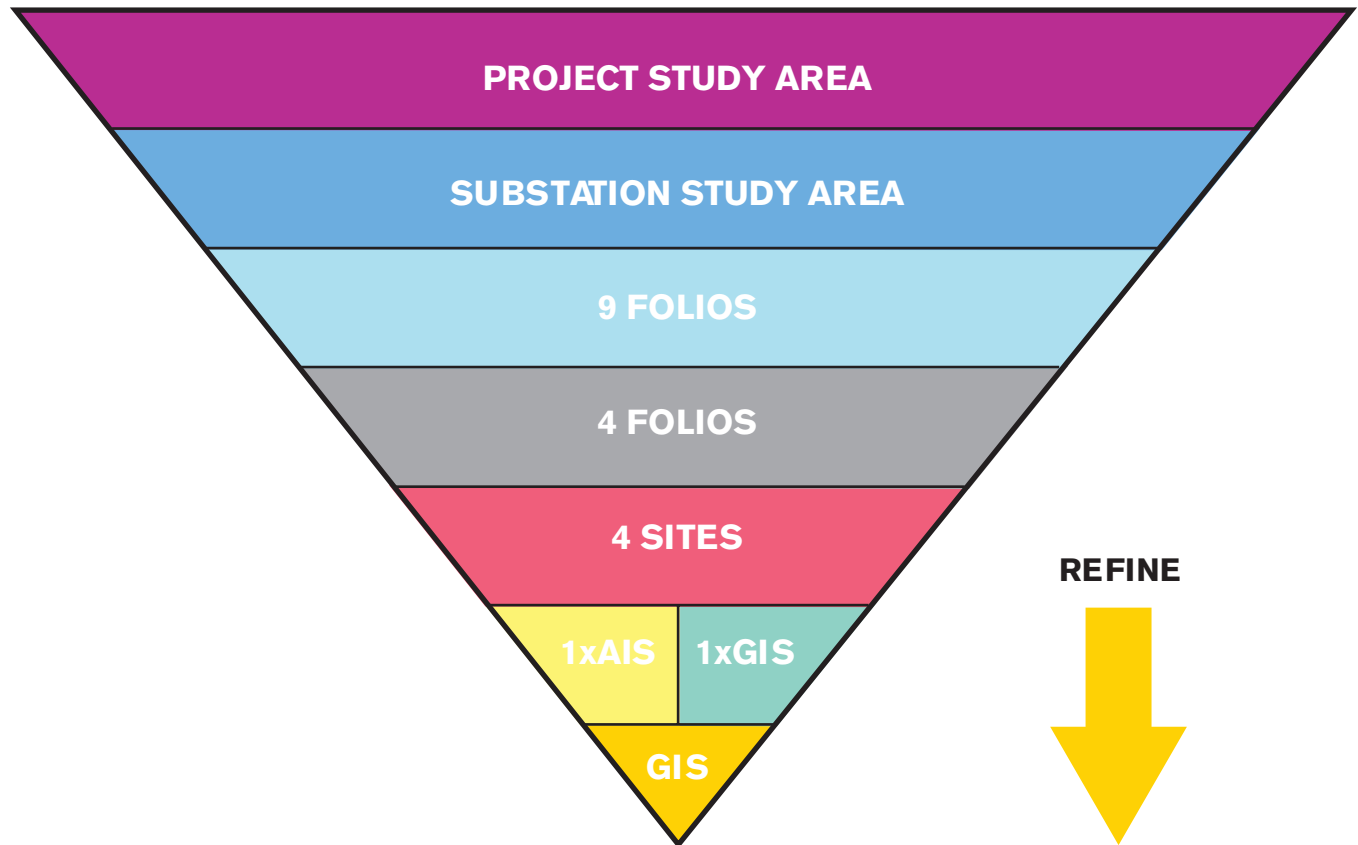 PROJECT STUDY AREA
SUBSTATION STUDY AREA
9 FOLIOS
4 FOLIOS
4 SITES
REFINE
1xAIS
1xGIS
GIS